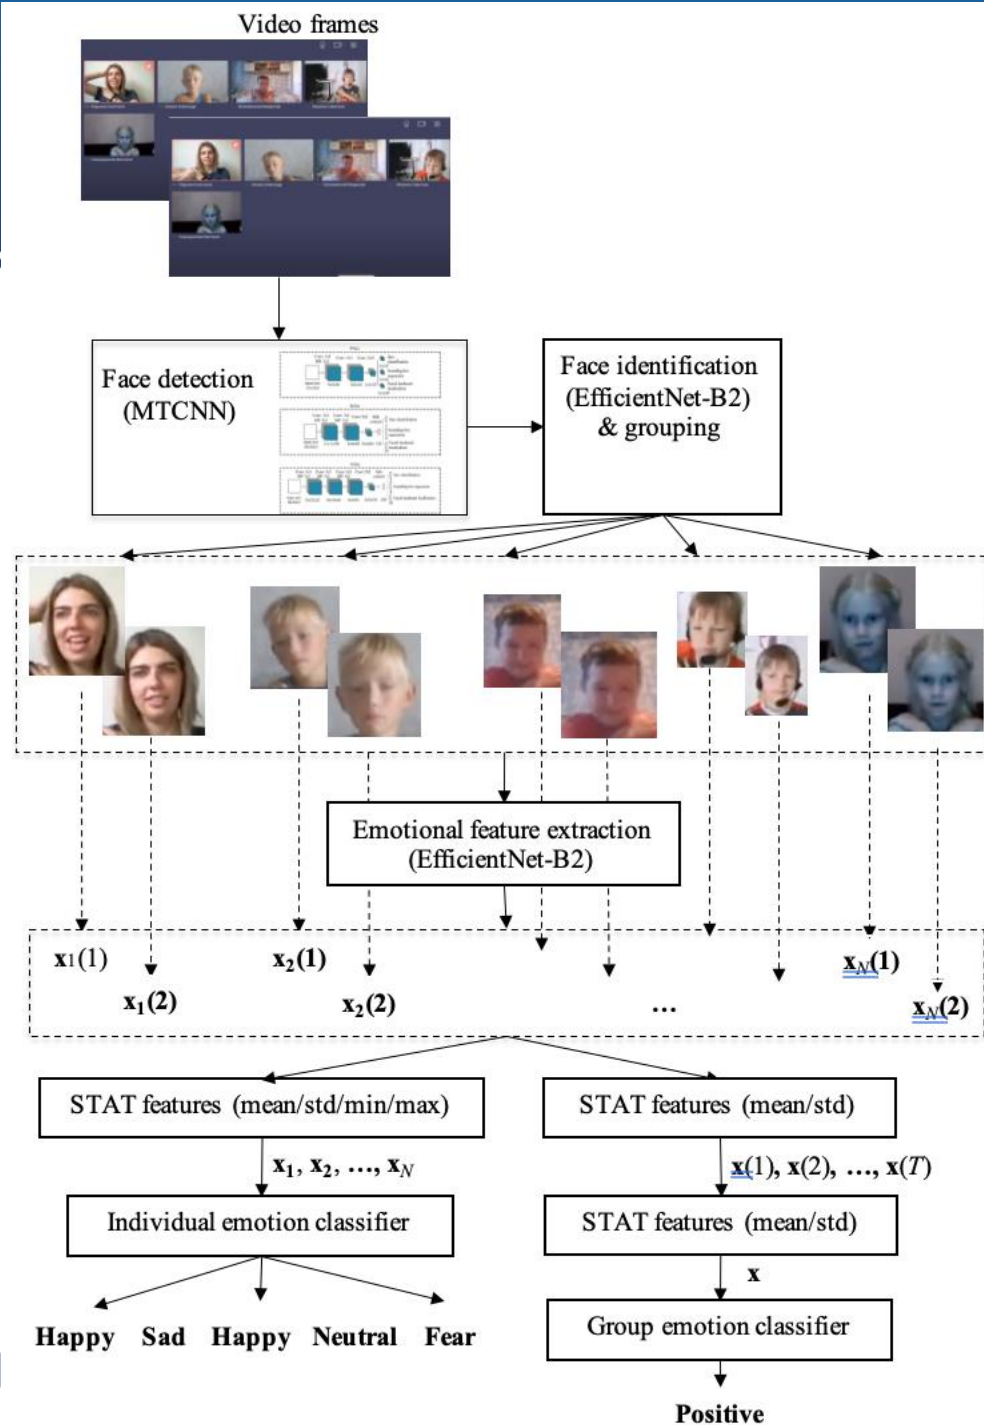 Video frames
Face detection
(MTCNN)
Face identification
(EfficientNet-B2)
& grouping
Emotional feature extraction
(EfficientNet-B2)
x1(1)
x2(1)
xN(1)
x1(2)
x2(2)
...
xN(2)
STAT features (mean/std/min/max)
STAT features (mean/std)
x1, x2, ..., xN
x(1), x(2), ..., x(T)
Individual emotion classifier
STAT features (mean/std)
x
Happy Sad Happy Neutral Fear
Group emotion classifier
Positive